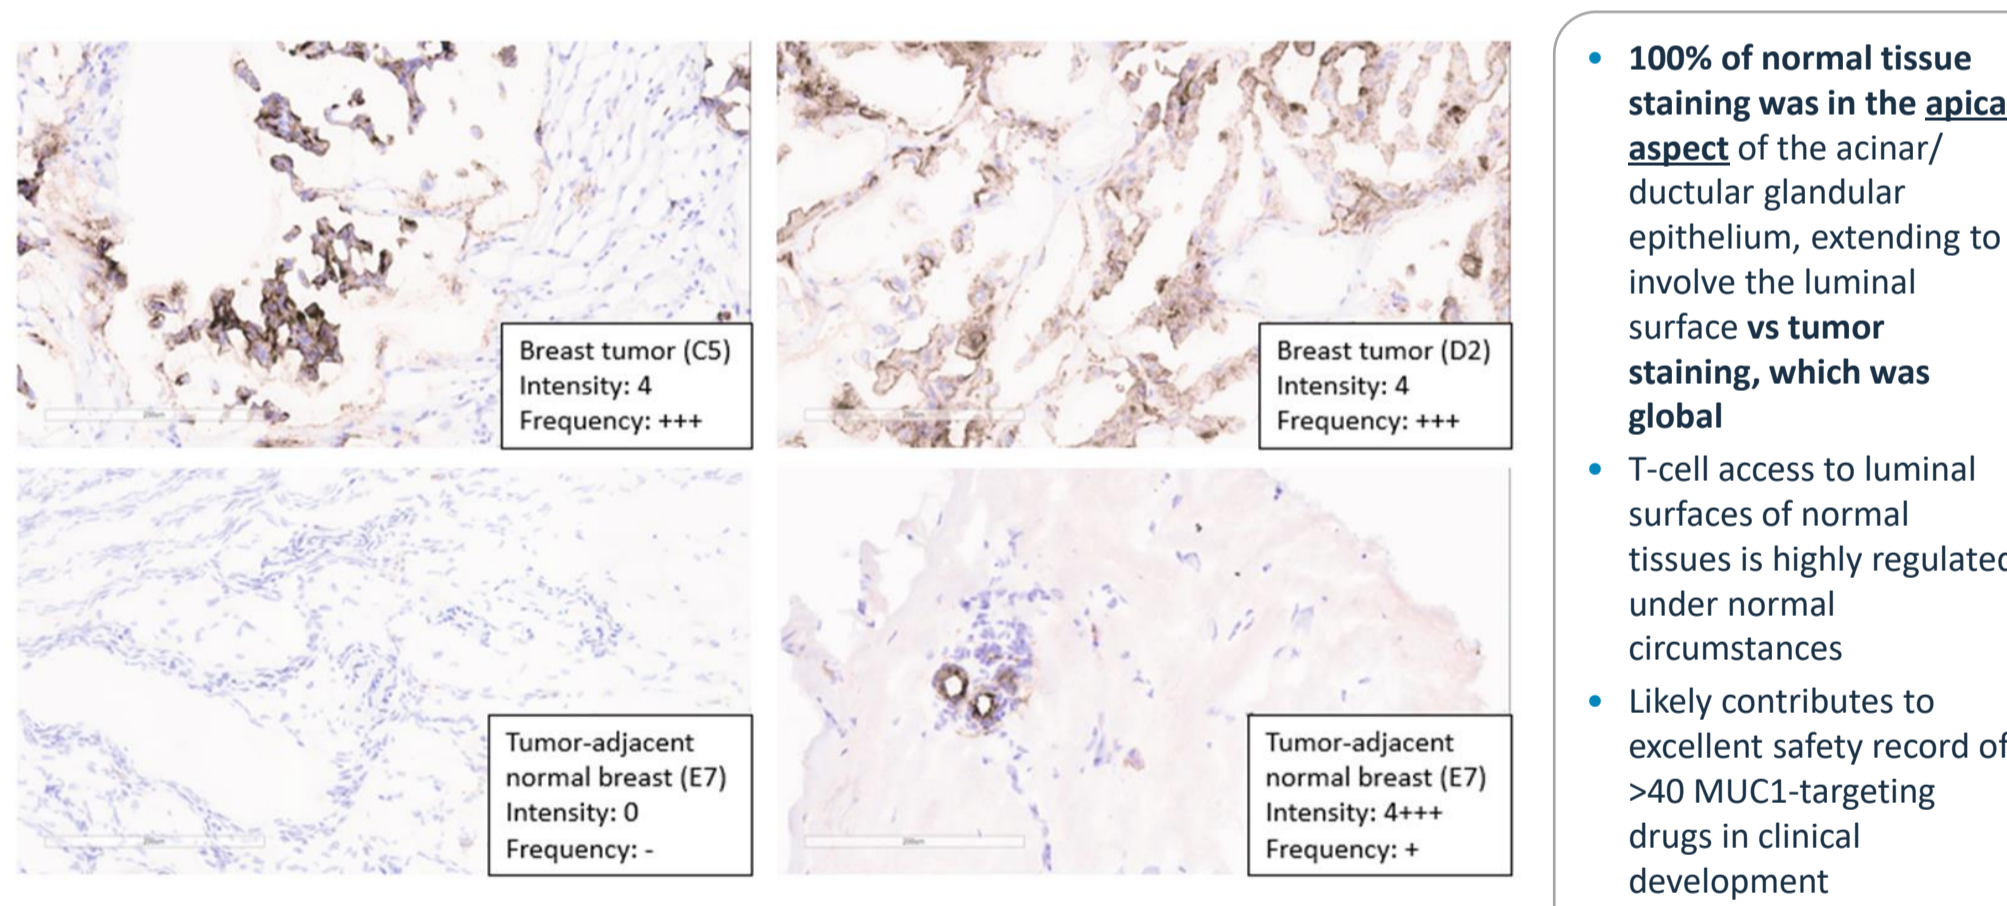 Breast tumor (C5)
Intensity: 4
Frequency: +++
Breast tumor (D2)
Intensity: 4
Frequency: +++
Tumor-adjacent
normal breast (E7)
Intensity: 0
Frequency: -
Tumor-adjacent
normal breast (E7)
Intensity: 4+++
Frequency: +
• 100% of normal tissue
staining was in the apica
aspect of the acinar/
ductular glandular
epithelium, extending to
involve the luminal
surface vs tumor
staining, which was
global
• T-cell access to luminal
surfaces of normal
tissues is highly regulated
under normal
circumstances
• Likely contributes to
excellent safety record of
>40 MUC1-targeting
drugs in clinical
development